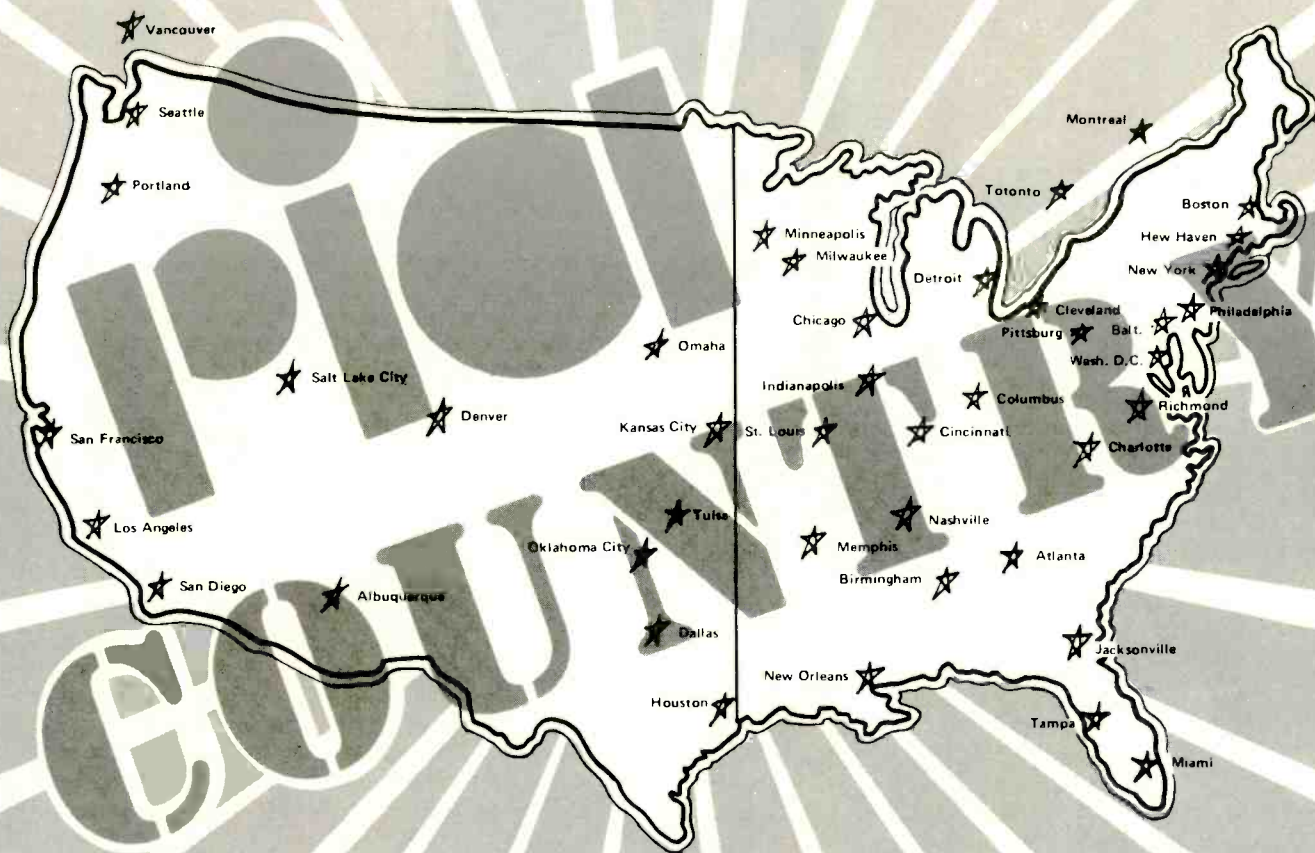 pidi
COUNTRY
Vancouver
Seattle
Portland
Montreal
Totonto
Boston
Hew Haven
New York
Minneapolis
Milwaukee
Detroit
Chicago
Cleveland
Philadelphia
Pittsburg
Balt.
Omaha
Wash. D.C.
Salt Lake City
Indianapolis
Columbus
Richmond
Denver
San Francisco
Kansas City
St. Louis
Cincinnati
Charlotte
Los Angeles
Tulsa
Nashville
Oklahoma City
Memphis
Atlanta
San Diego
Albuquerque
Birmingham
Dallas
Jacksonville
New Orleans
Houston
Tampa
Miami